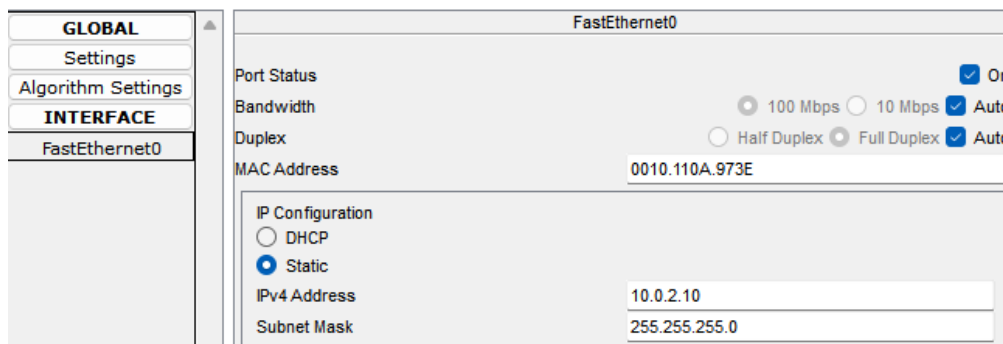 GLOBAL
Settings
Algorithm Settings
INTERFACE
FastEthernet0
FastEthernet0
Port Status
Bandwidth 100 Mbps 10 Mbps
Duplex Half Duplex Full Duplex
MAC Address 0010.110A.973E
IP Configuration
DHCP
Static
IPv4 Address 10.0.2.10
Subnet Mask 255.255.255.0